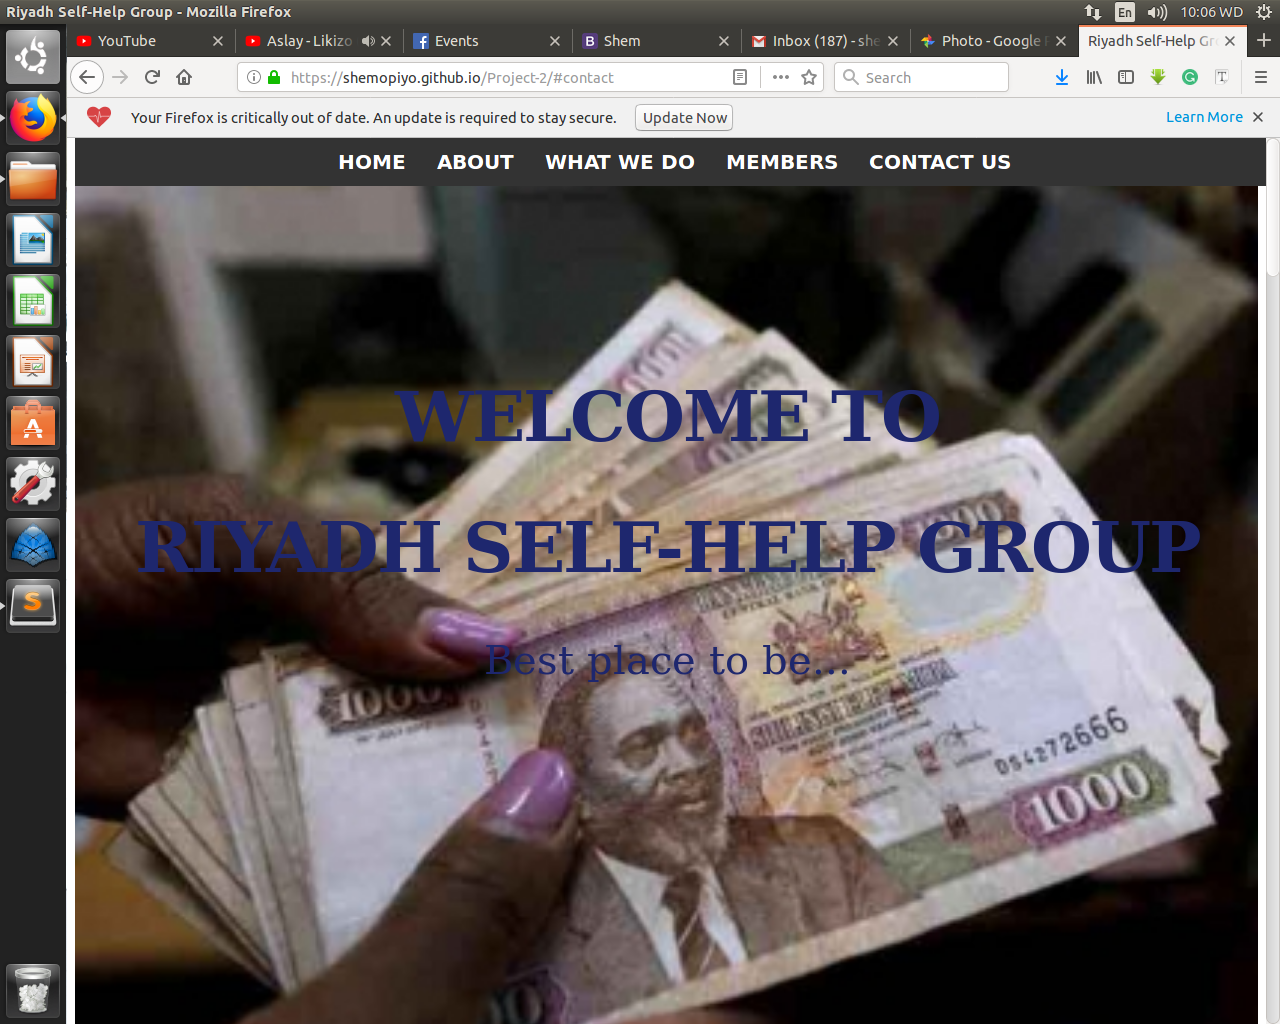 Riyadh Self-Help Group - Mozilla Firefox
En
10:06 WD
YouTube
Aslay - Likizo
Events
Shem
Inbox (187) - she
Photo - Google
Riyadh Self-Help Gr
https://shemopiyo.github.io/Project-2/#contact
Search
Your Firefox is critically out of date. An update is required to stay secure.
Update Now
Learn More
HOME
ABOUT
WHAT WE DO
MEMBERS
CONTACT US
WELCOME TO
RIYADH SELF-HELP GROUP
Best place to be...
1000
1000
1000
DS4272666
1000